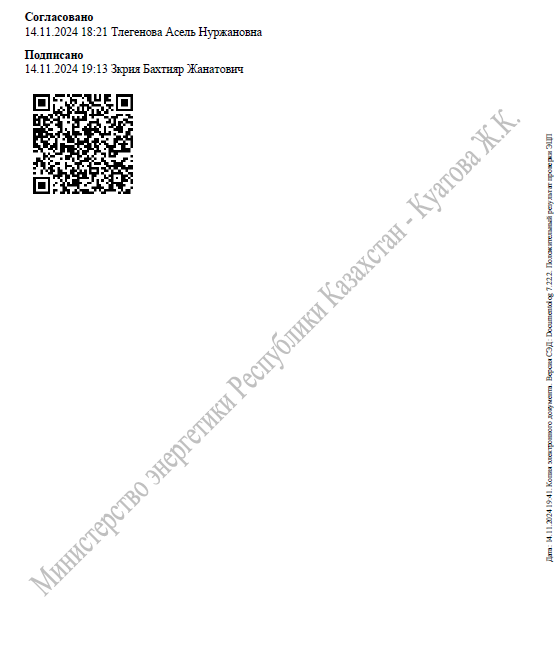 Согласовано
14.11.2024 18:21 Тлегенова Асель Нуржановна
Подписано
14.11.2024 19:13 Зкрия Бахтияр Жанатович
Министерство энергетики Республики Казахстан - Куатова Ж.К.
Дата: 14.11.2024 19:41. Копия электронного документа. Версия СЭД: Documentolog 7.22.2. Положительный результат проверки ЭЦП